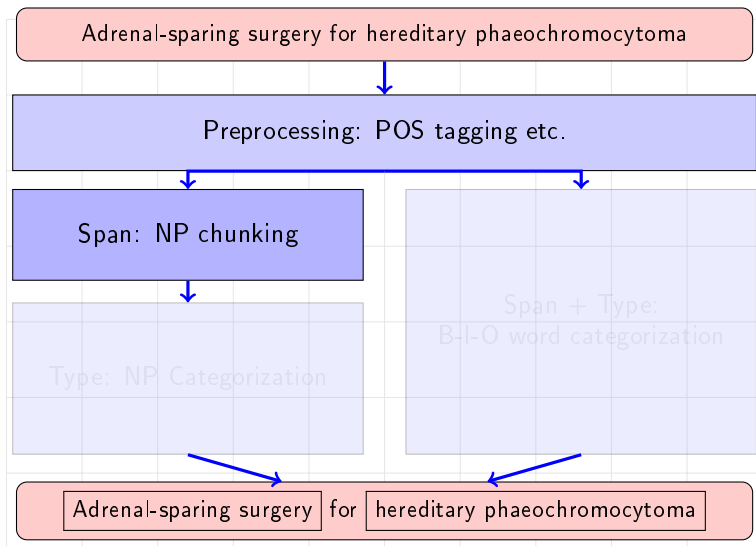 Adrenal-sparing surgery for hereditary phaeochromocytoma
Preprocessing: POS tagging etc.
Span: NP chunking
Span + Type:
B-I-O word categorization
Type: NP Categorization
Adrenal-sparing surgery for hereditary phaeochromocytoma